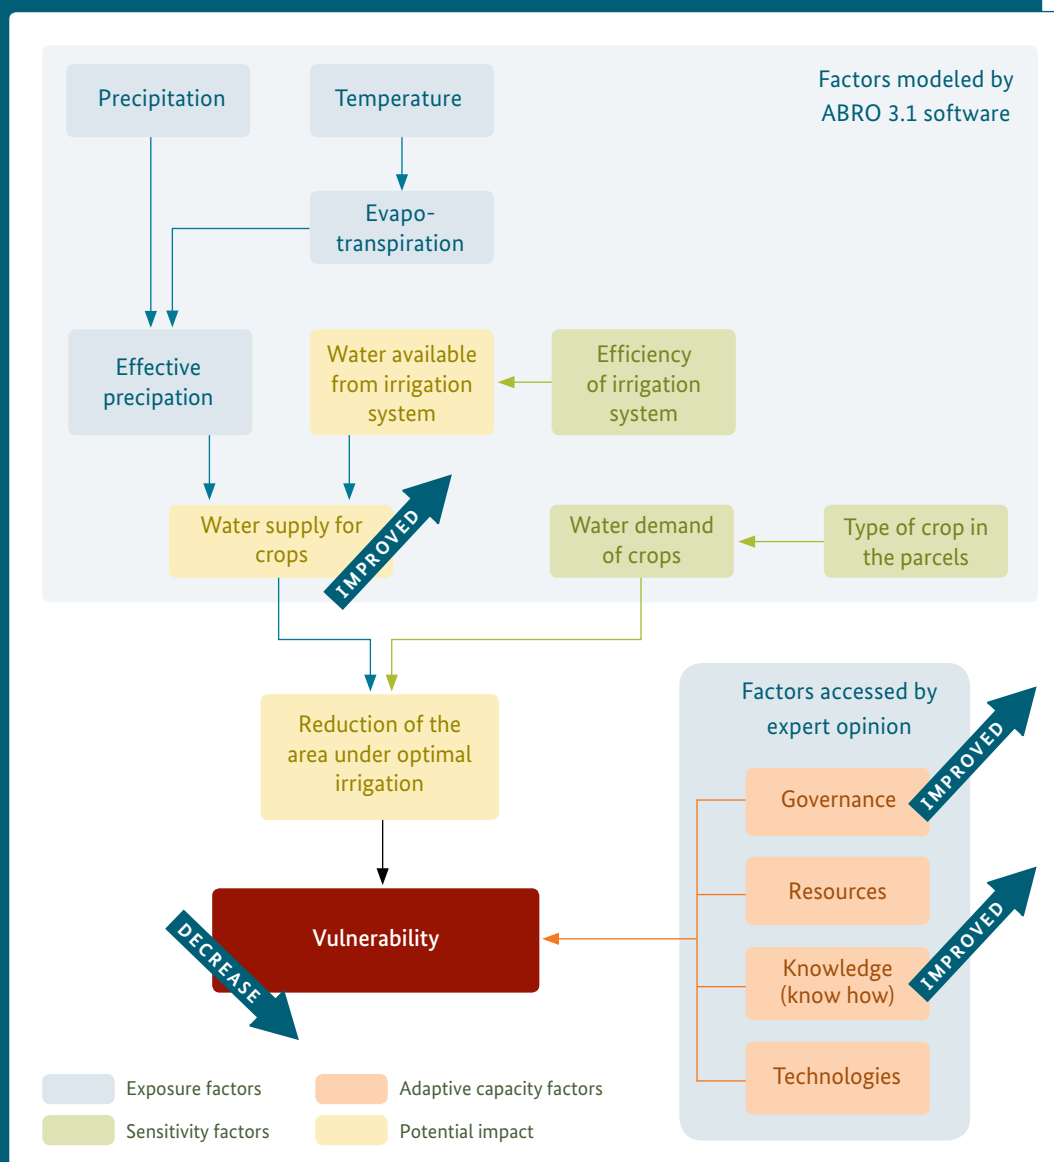 Factors modeled by
ABRO 3.1 software
Precipitation
Temperature
Evapo-
transpiration
Effective
precipation
Water available
from irrigation
system
Efficiency
of irrigation
system
Water supply for
crops
IMPROVED
Water demand
of crops
Type of crop in
the parcels
Reduction of the
area under optimal
irrigation
Factors accessed by
expert opinion
Governance
IMPROVED
Resources
Knowledge
(know how)
IMPROVED
Technologies
Vulnerability
DECREASE
Exposure factors
Adaptive capacity factors
Sensitivity factors
Potential impact